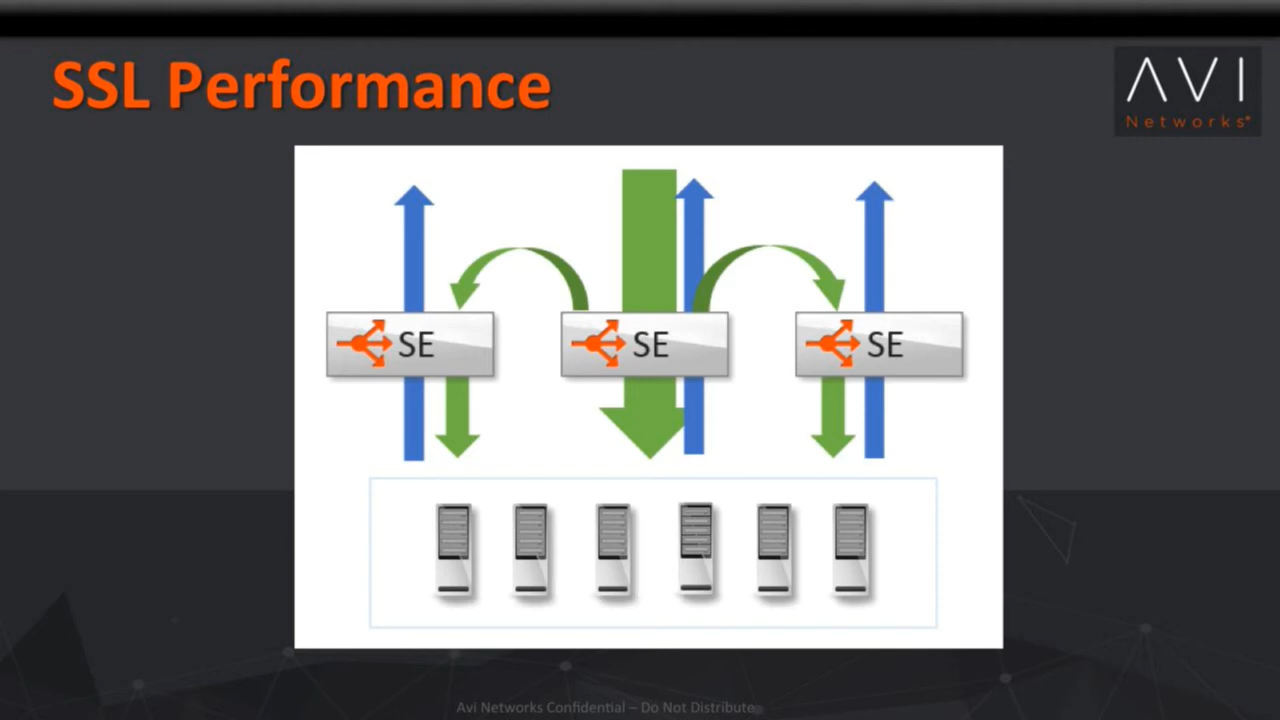 SSL Performance
AVI
Networks
SE
SE
SE
Avi Networks Confidential – Do Not Distribute